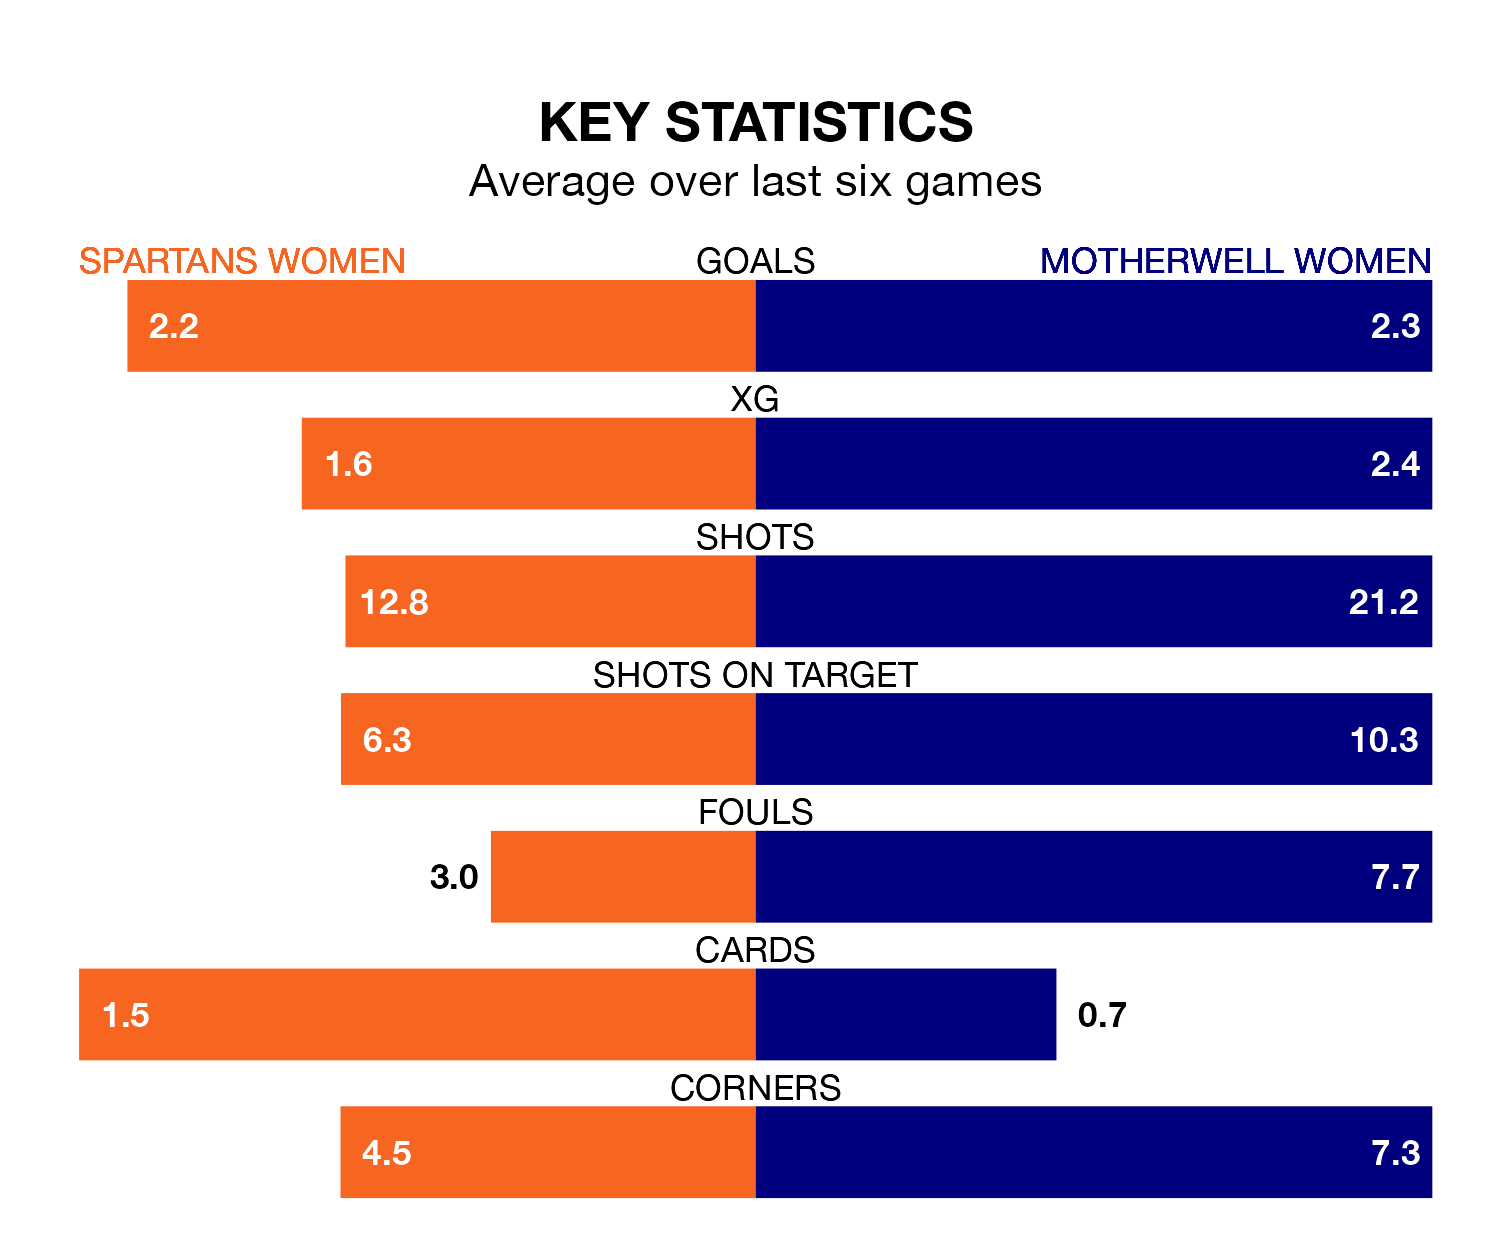 KEY STATISTICS
Average over last six games
SPARTANS WOMEN GOALS MOTHERWELL WOMEN
2.2 2.3
XG
1.6 2.4
SHOTS
12.8 21.2
SHOTS ON TARGET
6.3 10.3
FOULS
3.0 7.7
CARDS
1.5 0.7
CORNERS
4.5 7.3